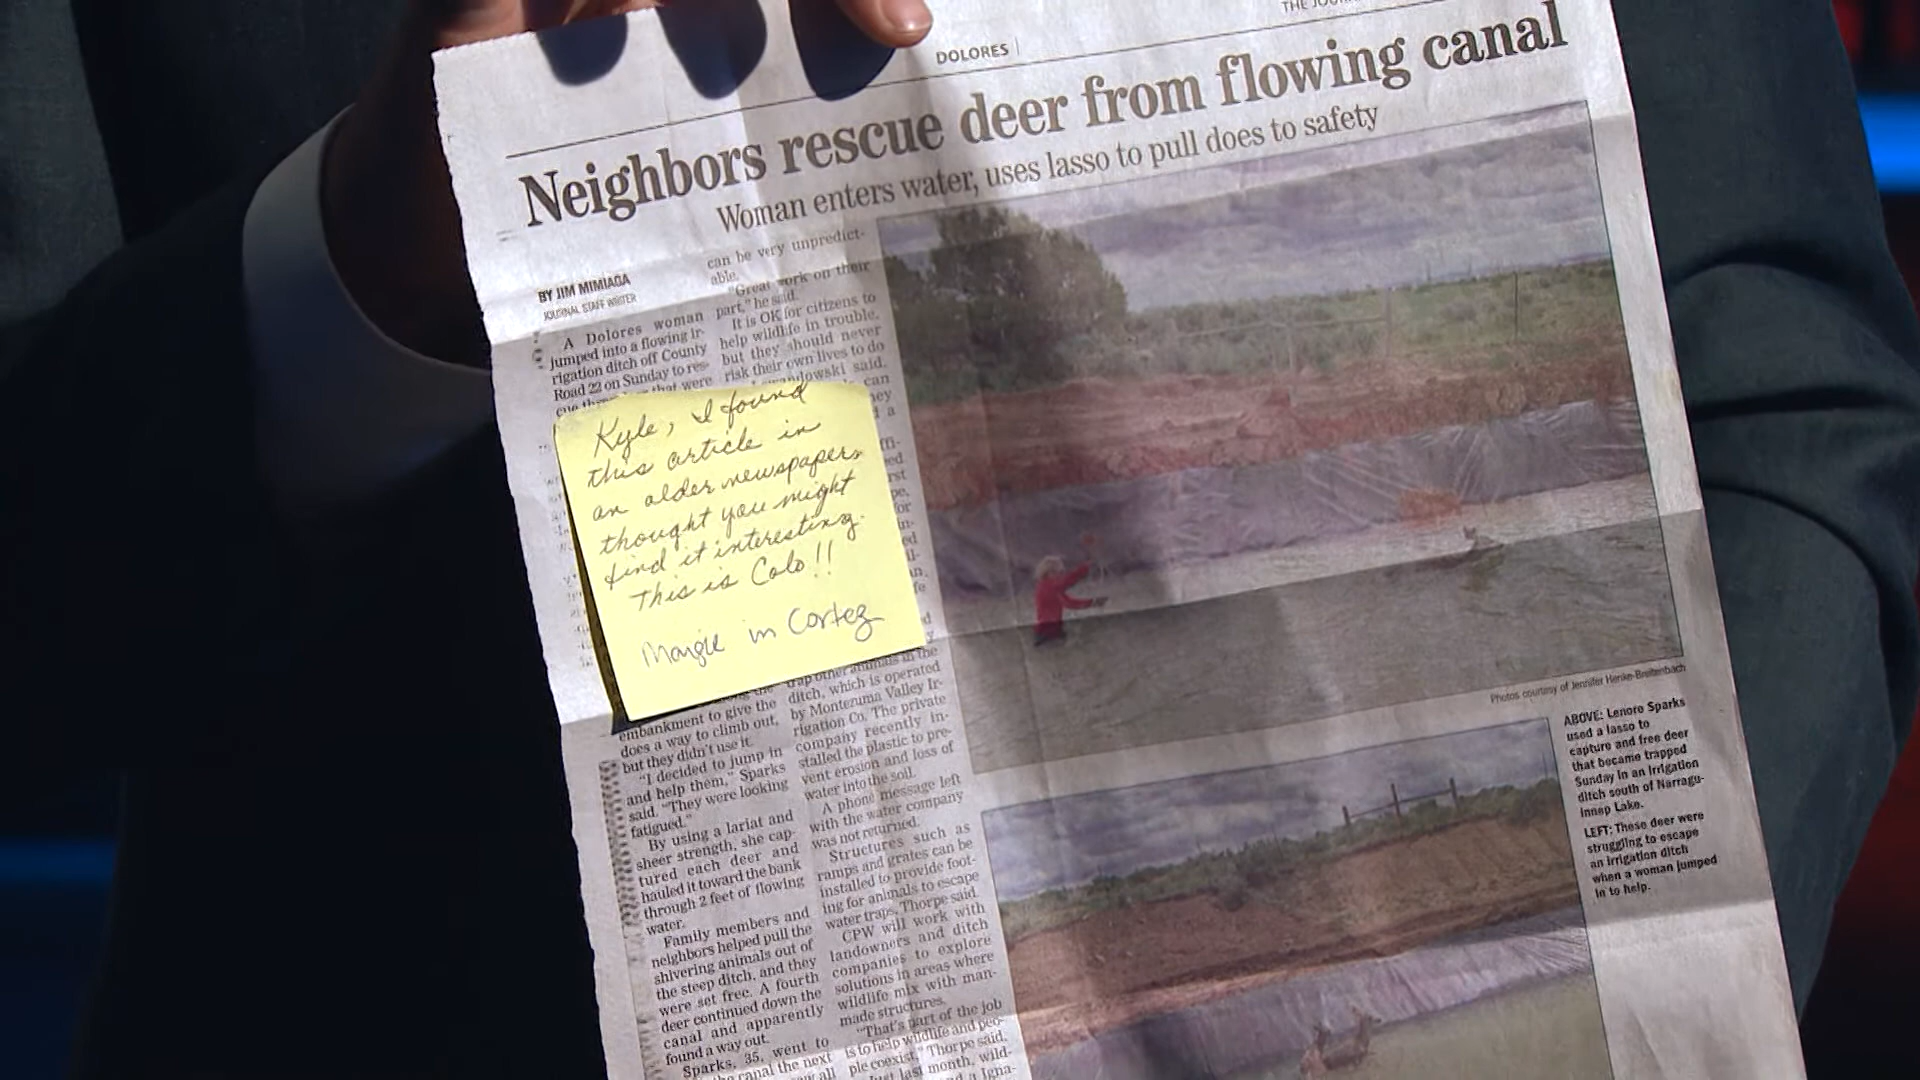 DOLORES
Neighbors rescue deer from flowing canal
Woman enters water, uses lasso to pull does to safety
BY JIM MIMIAGA
JOURNAL STAFF WRITER
A Dolores woman
jumped into a flowing ir-
rigation ditch off County
Road 22 on Sunday to res-
that were
Kyle, I found
this article in
an older newspaper,
thought you might
find it interesting.
This is Colo!!
Margie in Cortez
embankment to give the
does a way to climb out,
but they didn't use it.
"I decided to jump in
and help them," Sparks
said. "They were looking
fatigued."
By using a lariat and
sheer strength, she cap-
tured each deer and
hauled it toward the bank
through 2 feet of flowing
water.
Family members and
neighbors helped pull the
shivering animals out of
the steep ditch, and they
were set free. A fourth
deer continued down the
canal and apparently
found a way out.
Sparks, 35, went to
the canal the next
can be very unpredict-
able.
"Great work on their
part," he said.
It is OK for citizens to
help wildlife in trouble,
but they should never
risk their own lives to do
said.
can
trap other animals in the
ditch, which is operated
by Montezuma Valley Ir-
rigation Co. The private
company recently in-
stalled the plastic to pre-
vent erosion and loss of
water into the soil.
A phone message left
with the water company
was not returned.
Structures such as
ramps and grates can be
installed to provide foot-
ing for animals to escape
water traps, Thorpe said.
CPW will work with
landowners and ditch
companies to explore
solutions in areas where
wildlife mix with man-
made structures.
"That's part of the job
is to help wildlife and peo-
ple coexist," Thorpe said.
Just last month, wild-
Photos courtesy of Jennifer Henke-Breitenbach
ABOVE: Lenore Sparks
used a lasso to
capture and free deer
that became trapped
Sunday in an irrigation
ditch south of Narragu-
innep Lake.
LEFT: These deer were
struggling to escape
an irrigation ditch
when a woman jumped
in to help.